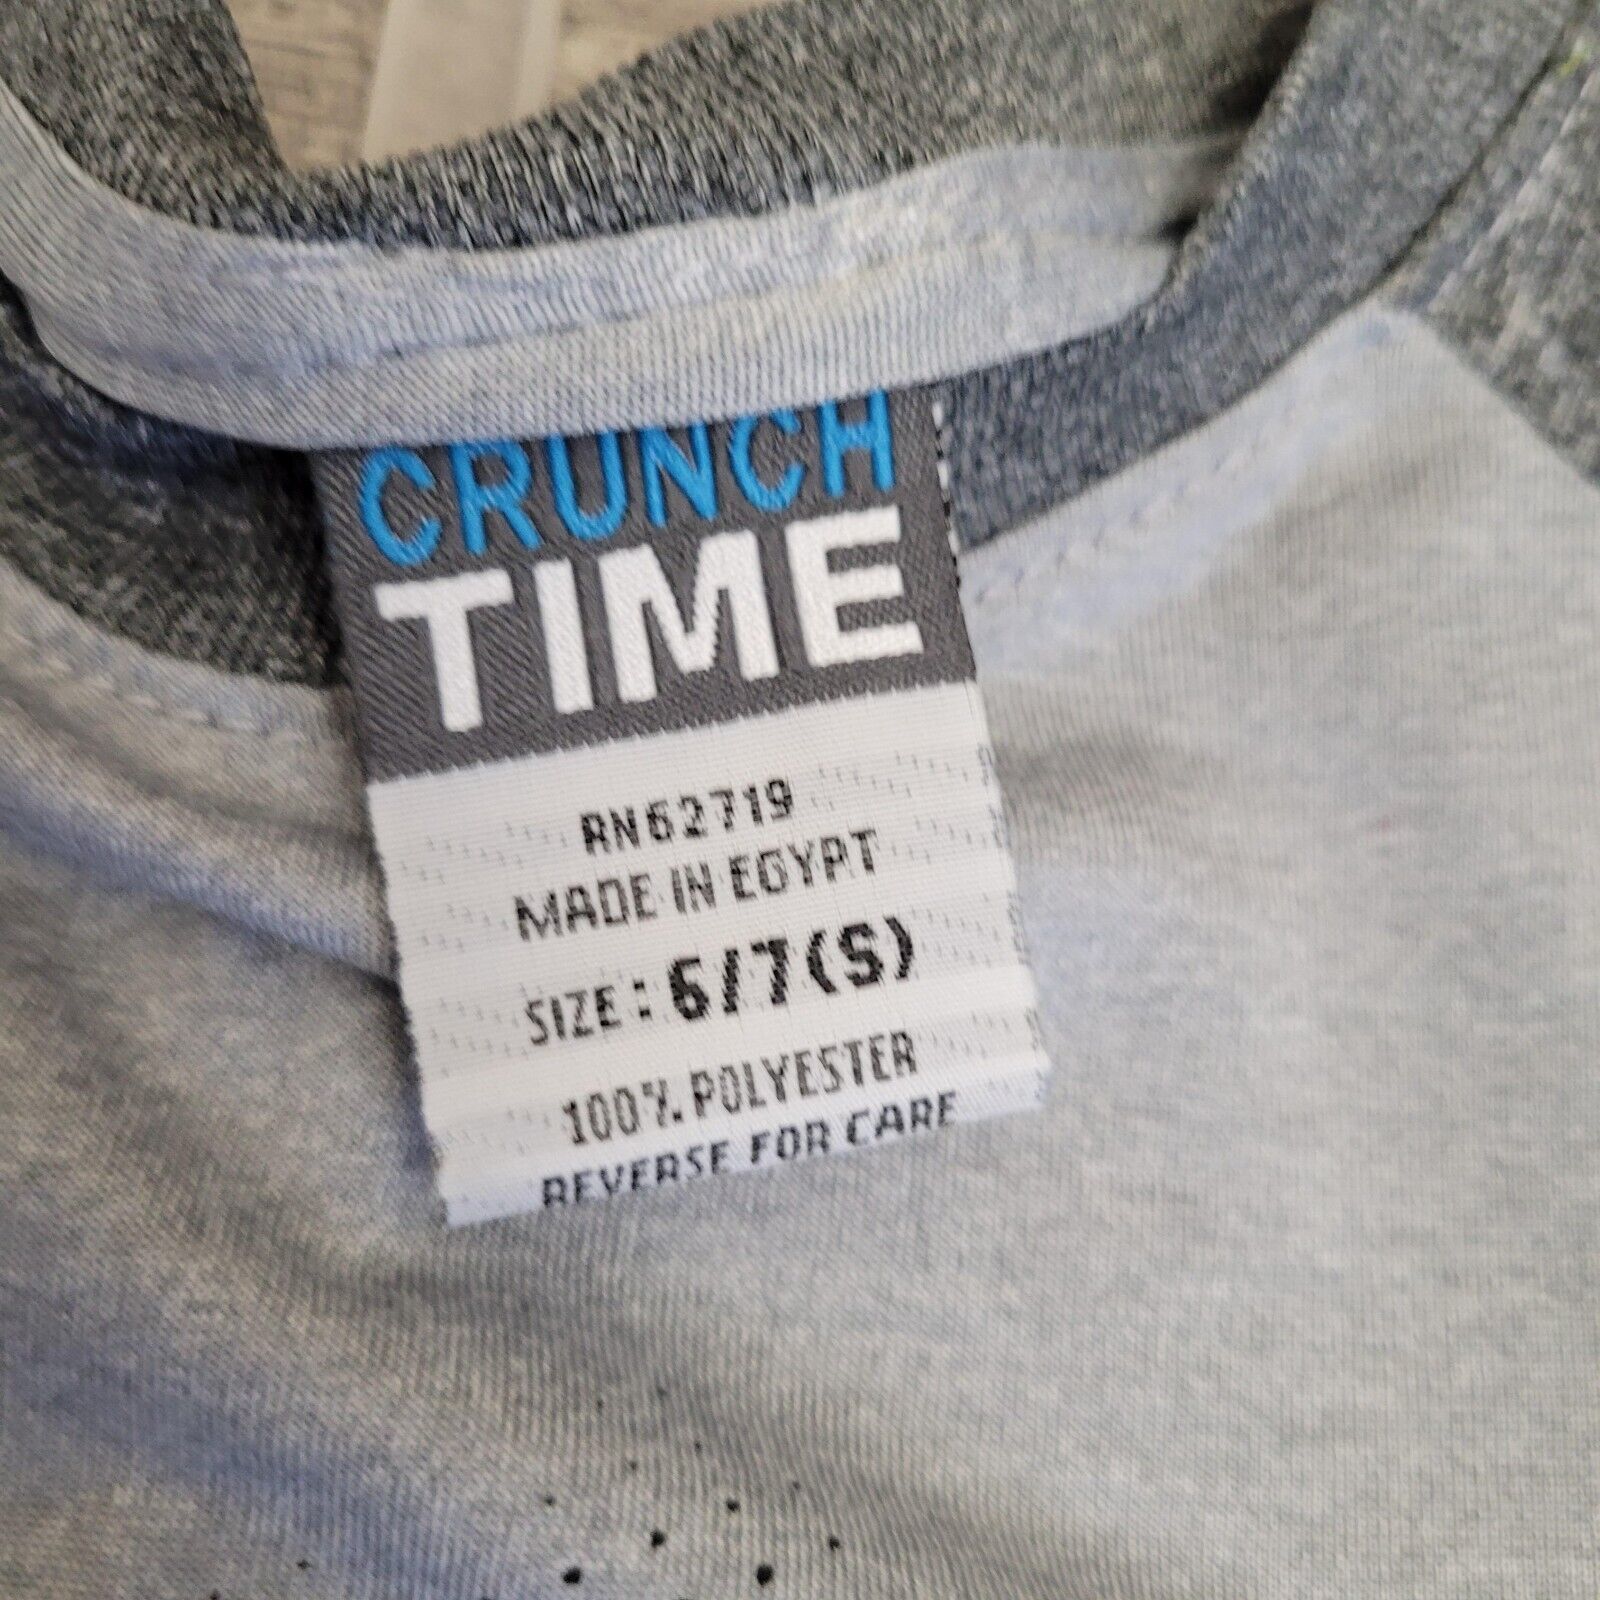 CRUNCH
TIME
RN62719
MADE IN EGYPT
SIZE: 6/7(S)
100% POLYESTER
REVERSE FOR CARE